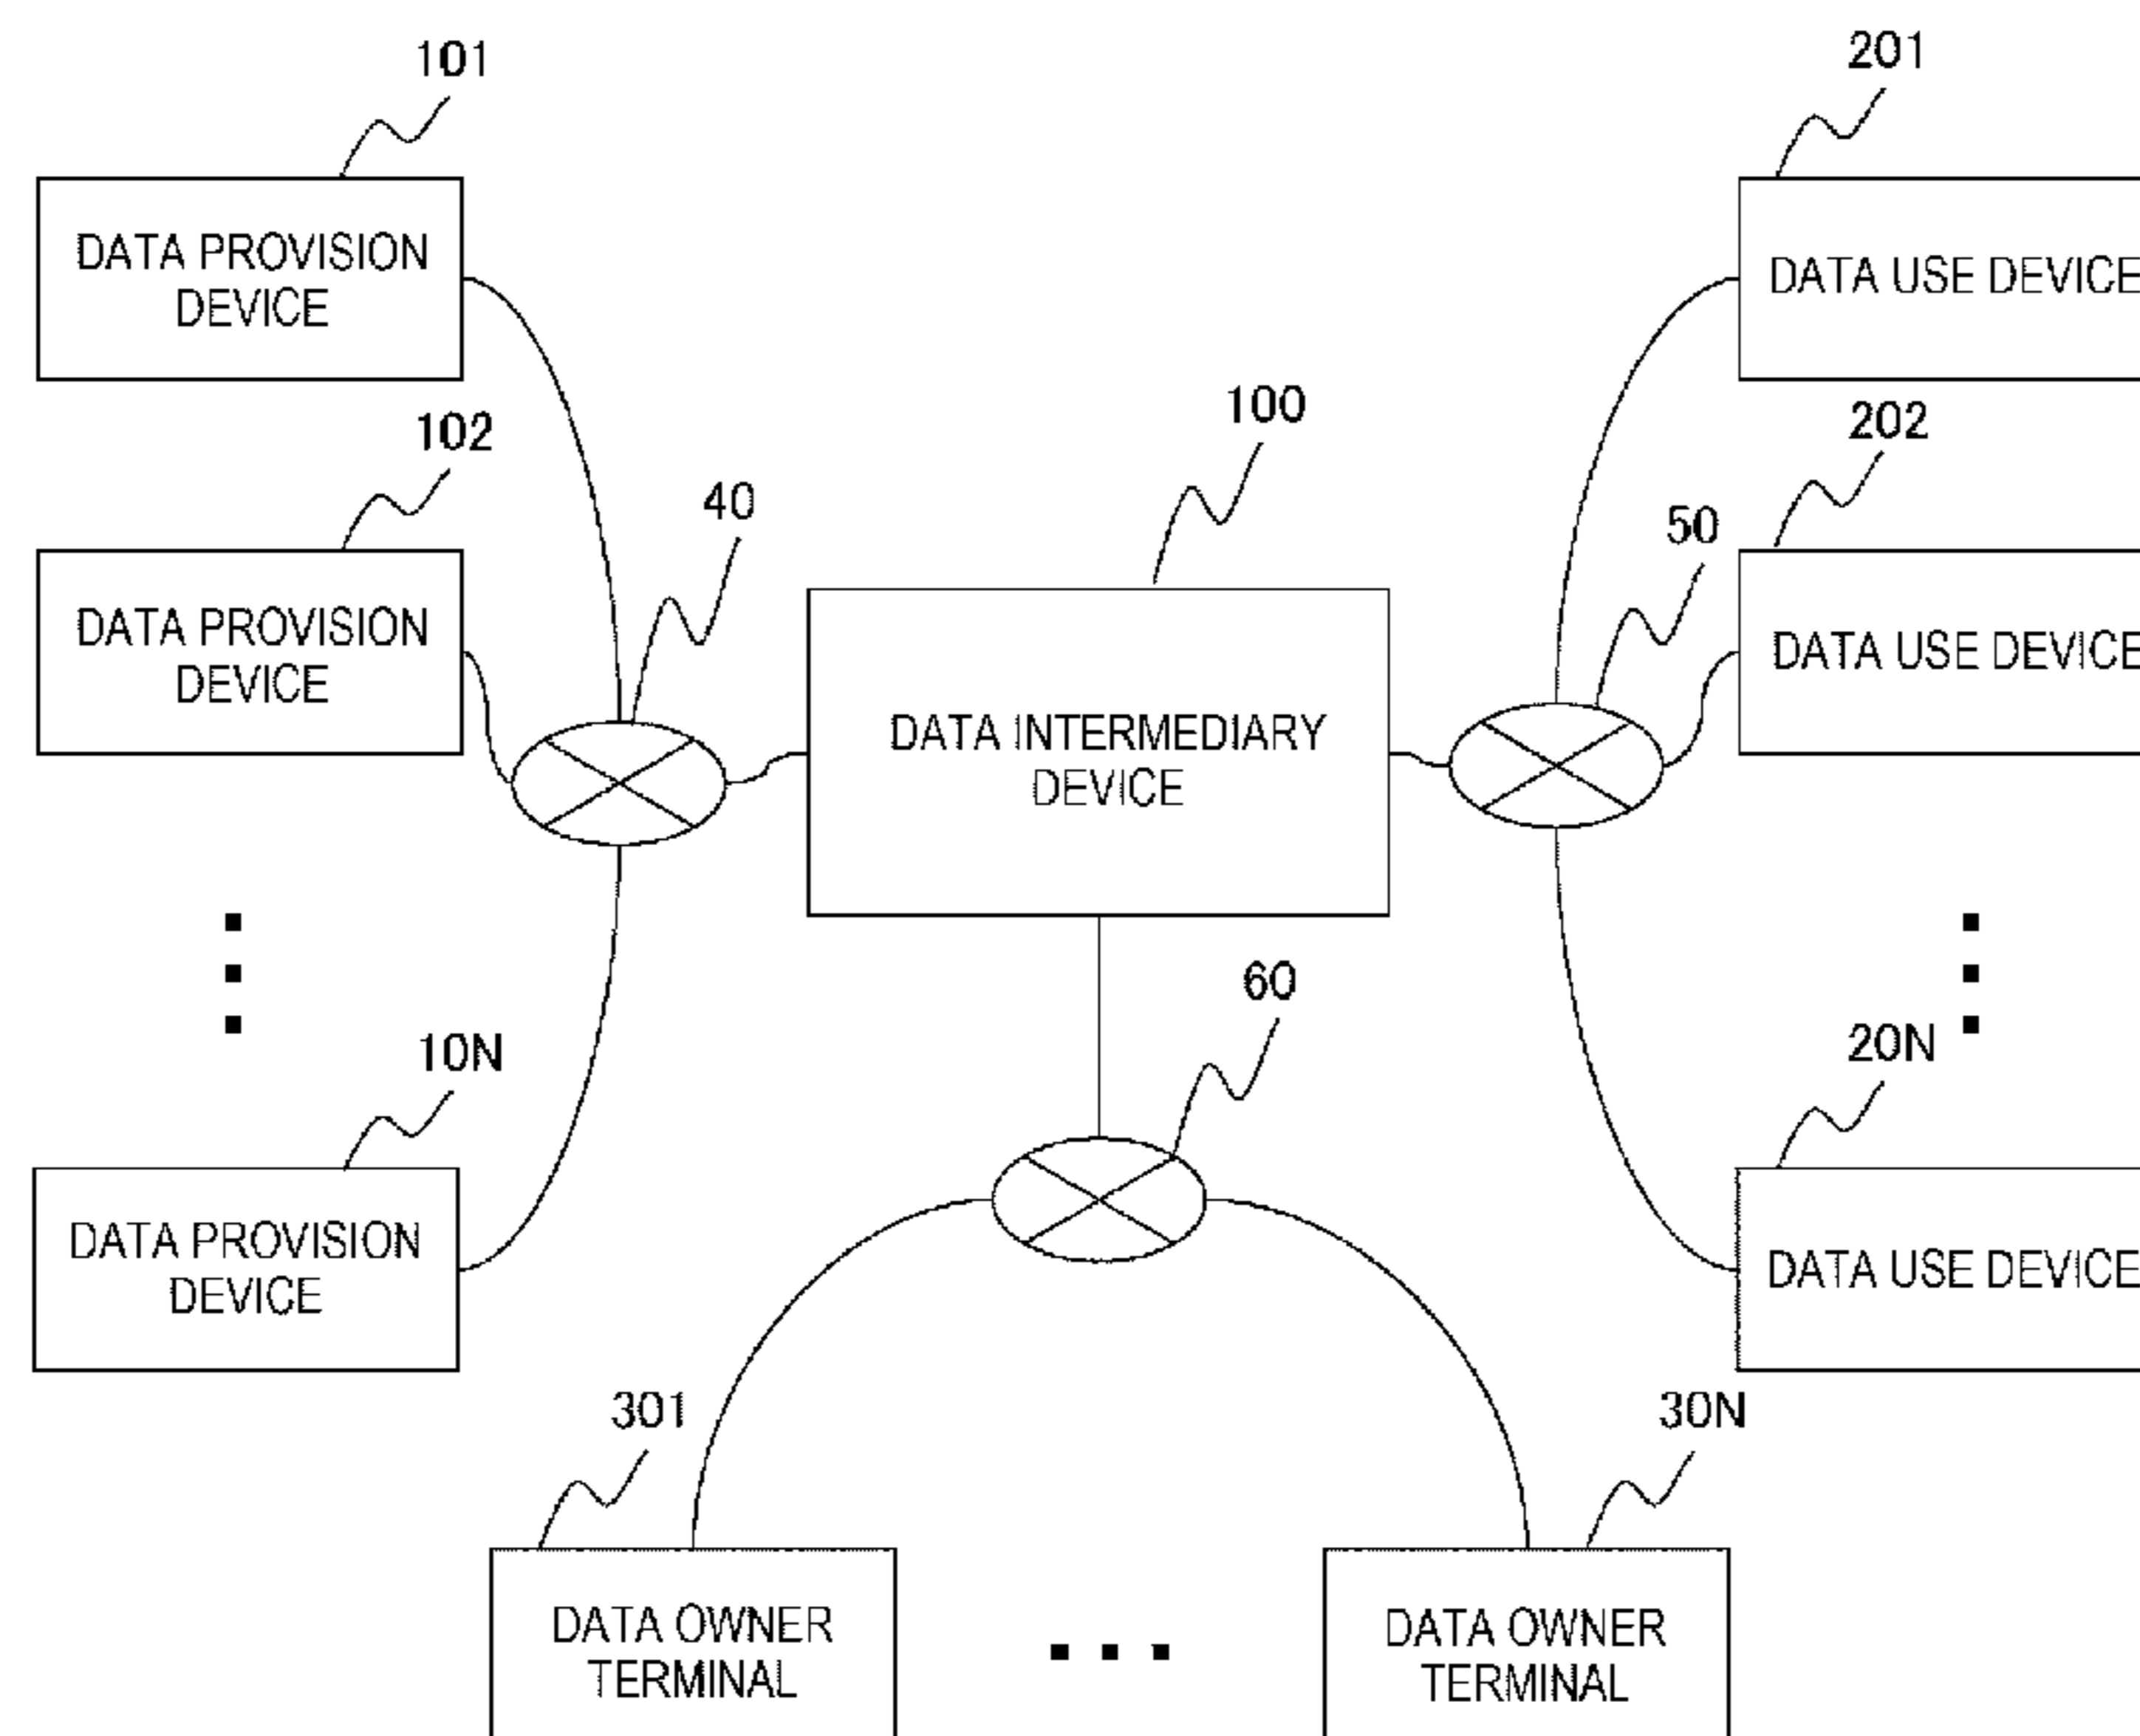 101
201
DATA PROVISION
DEVICE
DATA USE DEVICE
100
102
202
40
50
DATA PROVISION
DEVICE
DATA USE DEVICE
DATA INTERMEDIARY
DEVICE
60
10N
20N
DATA PROVISION
DEVICE
DATA USE DEVICE
301
30N
DATA OWNER
TERMINAL
DATA OWNER
TERMINAL